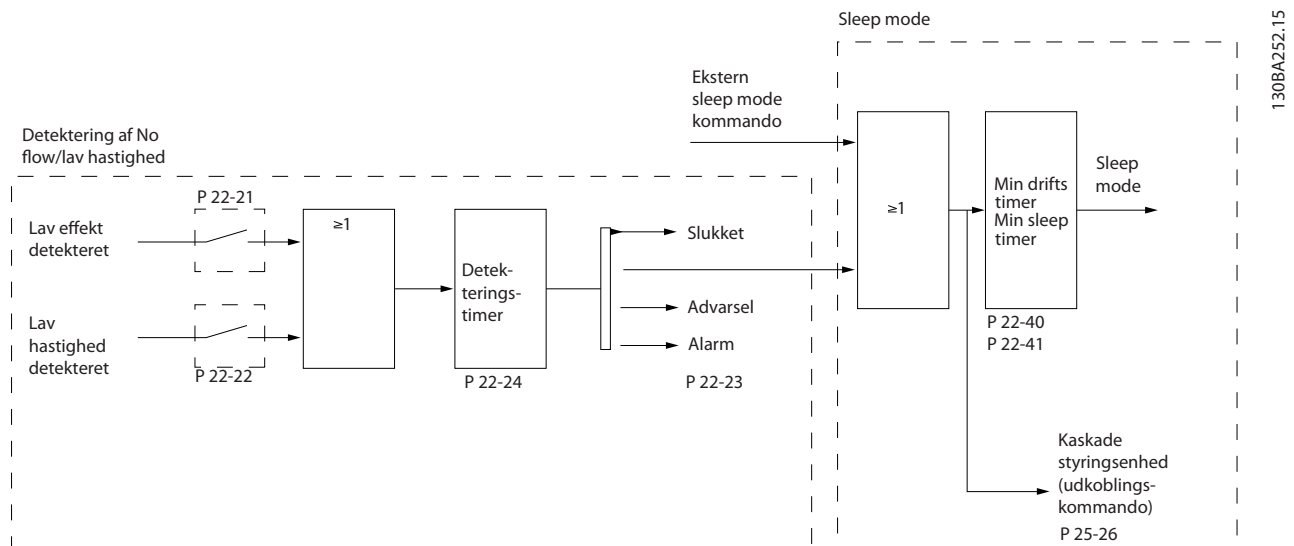 Sleep mode
130BA252.15
Ekstern
sleep mode
kommando
Detektering af No
flow/lav hastighed
P 22-21
Lav effekt
detekteret
≥1
Detek-
terings-
timer
Slukket
Advarsel
Alarm
Lav
hastighed
detekteret
P 22-22
P 22-24
P 22-23
≥1
Min drifts
timer
Min sleep
timer
Sleep
mode
P 22-40
P 22-41
Kaskade
styringsenhed
(udkoblings-
kommando)
P 25-26